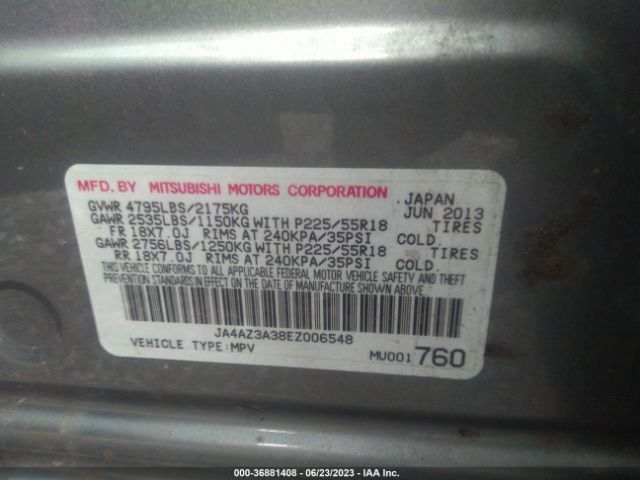 MFD. BY MITSUBISHI MOTORS CORPORATION JAPAN
GVWR 4795LBS/2175KG JUN 2013
GAWR 2535LBS/1150KG WITH P225/55R18 TIRES
FR 18X7.0J RIMS AT 240KPA/35PSI COLD
GAWR 2756LBS/1250KG WITH P225/55R18 TIRES
RR 18X7.0J RIMS AT 240KPA/35PSI COLD.
THIS VEHICLE CONFORMS TO ALL APPLICABLE FEDERAL MOTOR VEHICLE SAFETY AND THEFT
PREVENTION STANDARDS IN EFFECT ON THE DATE OF MANUFACTURE SHOWN ABOVE.
JA4AZ3A38EZ006548
VEHICLE TYPE:MPV MU001760
000-36881408 - 06/23/2023 - IAA Inc.